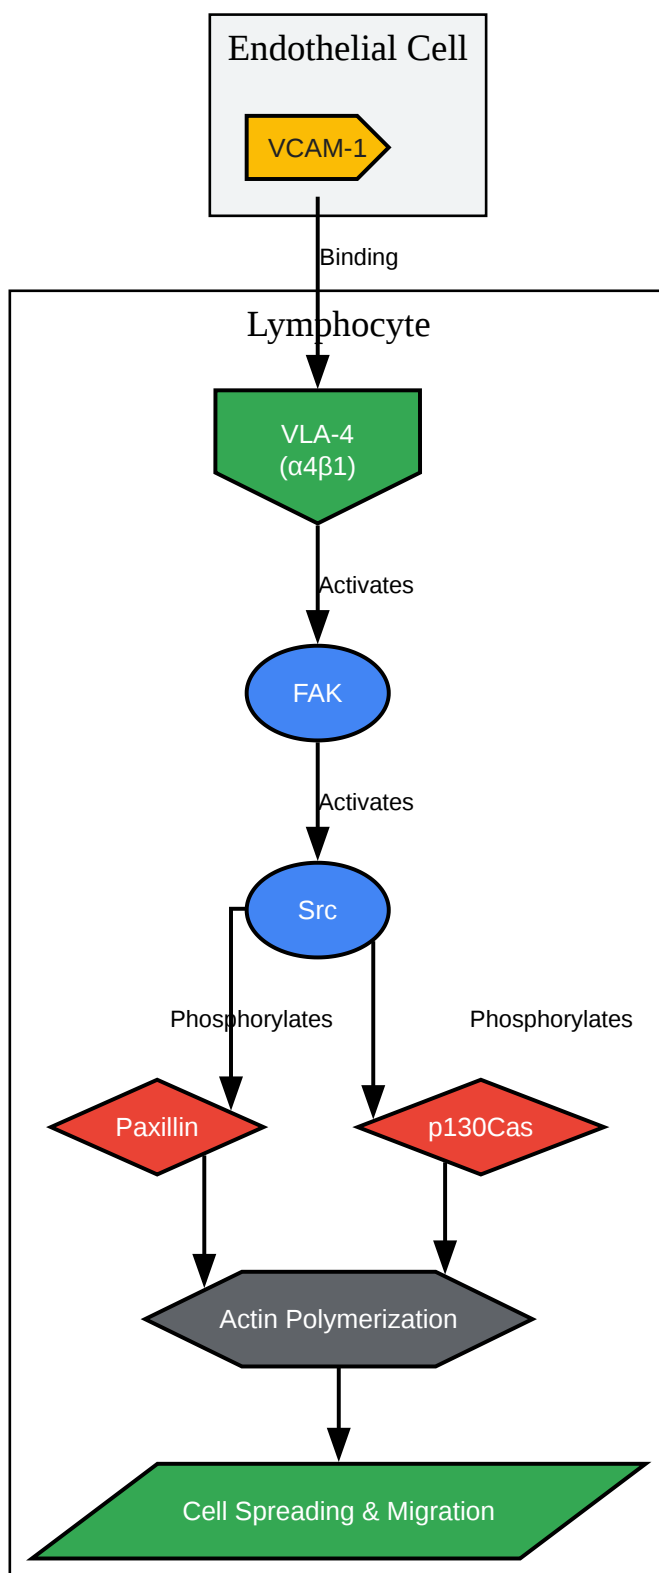 Endothelial Cell
VCAM-1
Binding
Lymphocyte
VLA-4
(α4β1)
Activates
FAK
Activates
Src
Phosphorylates
Phosphorylates
Paxillin
p130Cas
Actin Polymerization
Cell Spreading & Migration